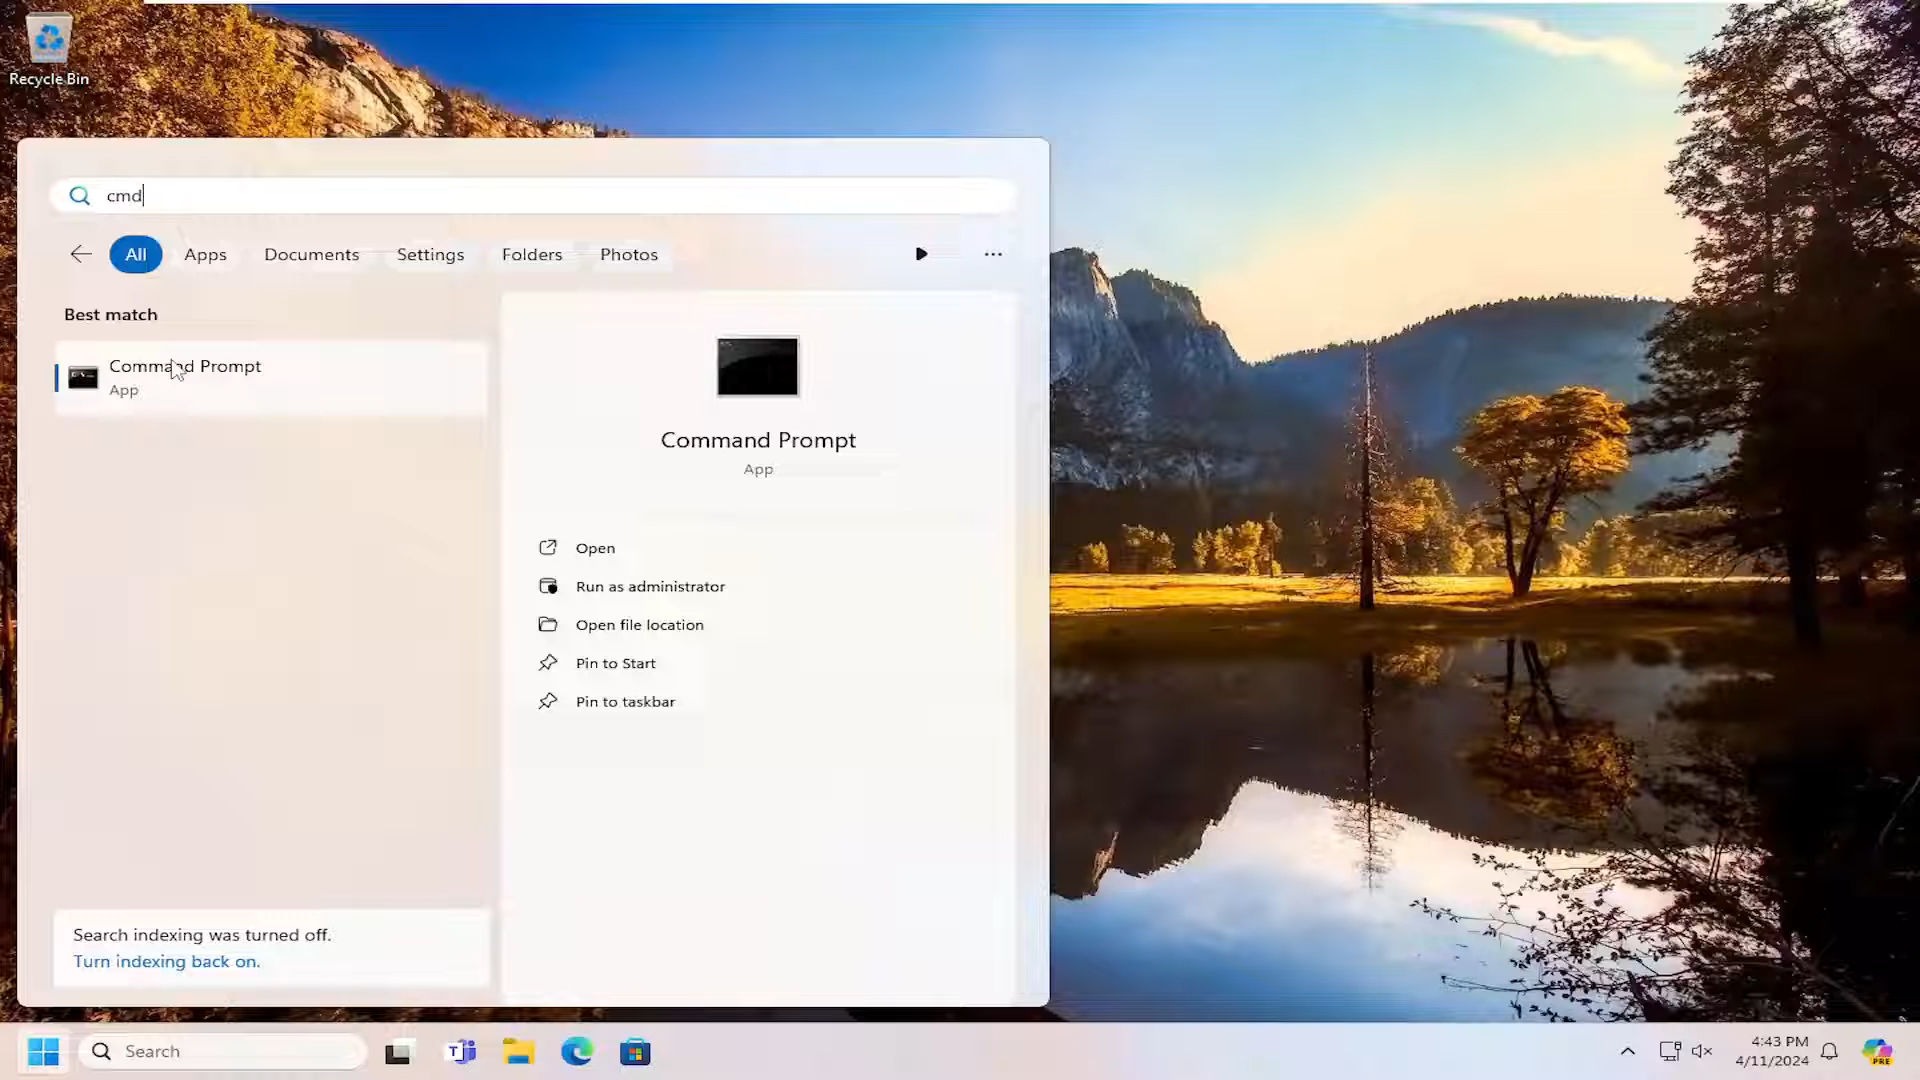 Recycle Bin
cmd
All Apps Documents Settings Folders Photos
Best match
Command Prompt
App
Command Prompt
App
Open
Run as administrator
Open file location
Pin to Start
Pin to taskbar
Search indexing was turned off.
Turn indexing back on.
Search
4:43 PM
4/11/2024
PRE